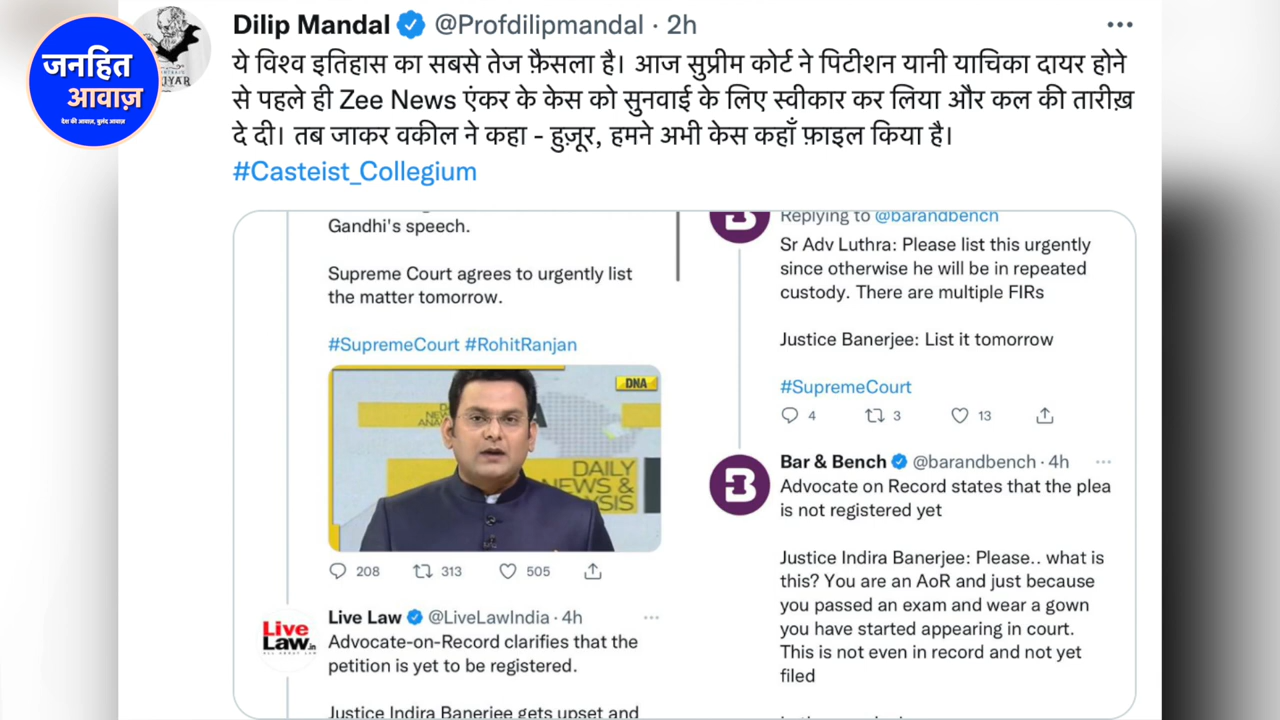 जनहित
आवाज़
देश की आवाज़, बुलंद आवाज़
IYAR
Dilip Mandal @Profdilipmandal · 2h
ये विश्व इतिहास का सबसे तेज फ़ैसला है। आज सुप्रीम कोर्ट ने पिटीशन यानी याचिका दायर होने
से पहले ही Zee News एंकर के केस को सुनवाई के लिए स्वीकार कर लिया और कल की तारीख़
दे दी। तब जाकर वकील ने कहा - हुज़ूर, हमने अभी केस कहाँ फ़ाइल किया है।
#Casteist_Collegium
Gandhi's speech.
Supreme Court agrees to urgently list
the matter tomorrow.
#SupremeCourt #RohitRanjan
DNA
DAILY
NEWS &
208 313 505
Live Law @LiveLawIndia · 4h
Live
Law.in
Advocate-on-Record clarifies that the
petition is yet to be registered.
Justice Indira Banerjee gets upset and
Replying to @barandbench
Sr Adv Luthra: Please list this urgently
since otherwise he will be in repeated
custody. There are multiple FIRs
Justice Banerjee: List it tomorrow
#SupremeCourt
4 3 13
Bar & Bench @barandbench · 4h
Advocate on Record states that the plea
is not registered yet
Justice Indira Banerjee: Please.. what is
this? You are an AoR and just because
you passed an exam and wear a gown
you have started appearing in court.
This is not even in record and not yet
filed